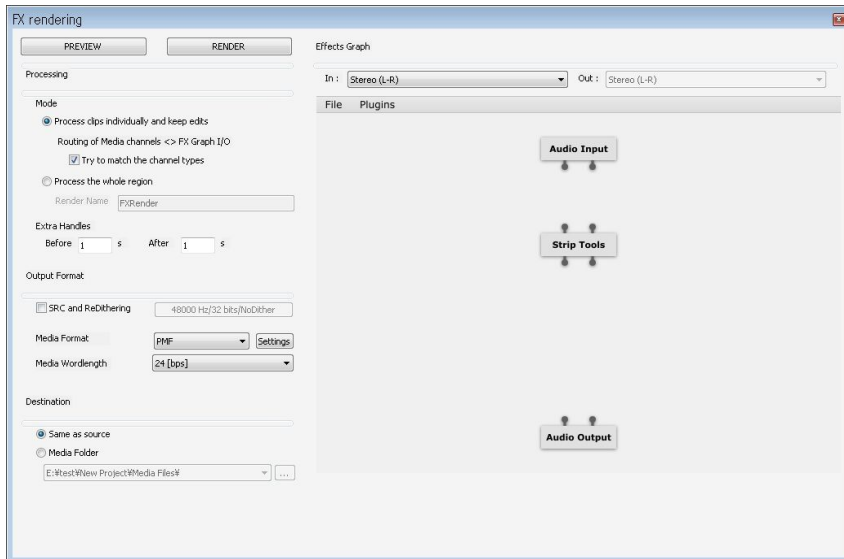 FX rendering
PREVIEW
RENDER
Processing
Mode
Process clips individually and keep edits
Routing of Media channels <> FX Graph I/O
Try to match the channel types
Process the whole region
Render Name FXRender
Extra Handles
Before 1 s After 1 s
Output Format
SRC and ReDithering 48000 Hz/32 bits/NoDither
Media Format PMF Settings
Media Wordlength 24 [bps]
Destination
Same as source
Media Folder
E:¥test¥New Project¥Media Files¥ ...
Effects Graph
In : Stereo (L-R) Out : Stereo (L-R)
File Plugins
Audio Input
Strip Tools
Audio Output